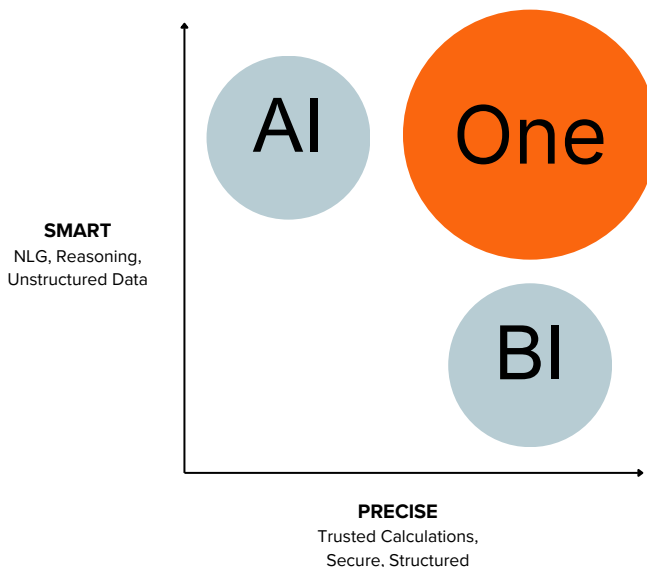 AI
One
SMART
NLG, Reasoning,
Unstructured Data
BI
PRECISE
Trusted Calculations,
Secure, Structured